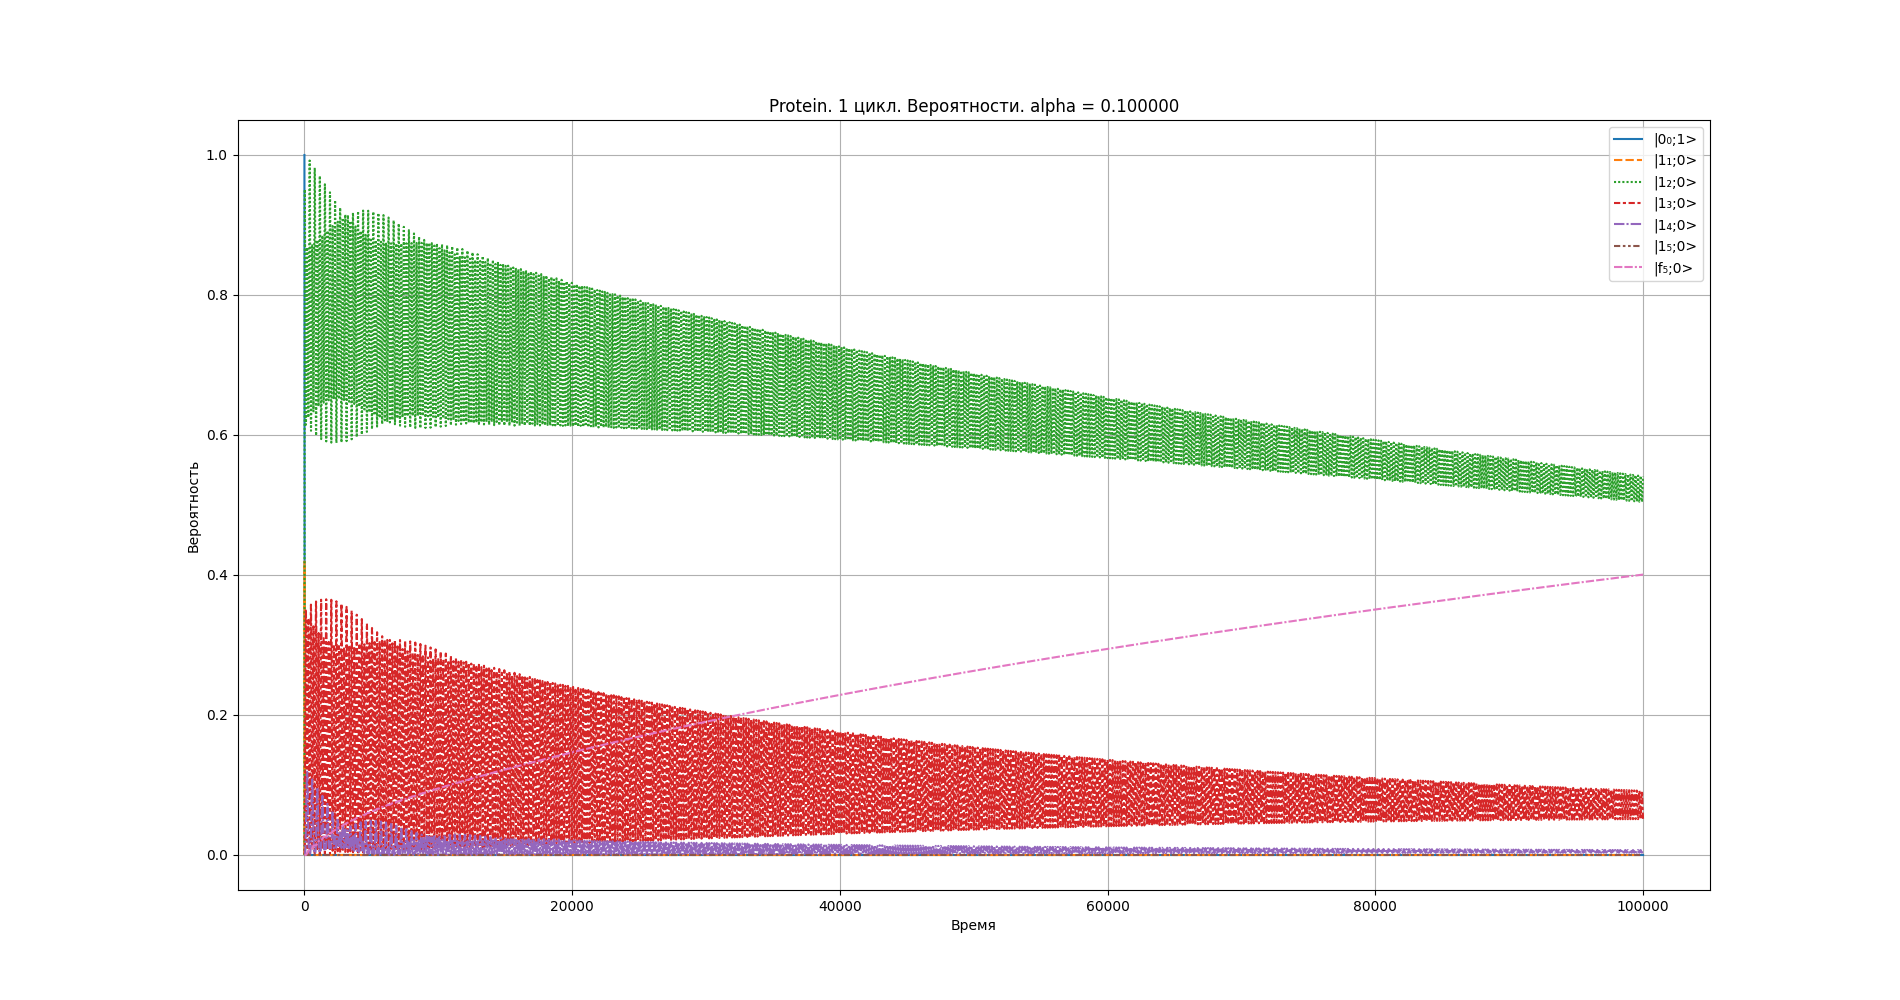 Protein. 1 цикл. Вероятности. alpha = 0.100000
|0₀;1>
|1₁;0>
|1₂;0>
|1₃;0>
|1₄;0>
|1₅;0>
|f₅;0>
Вероятность
1.0
0.8
0.6
0.4
0.2
0.0
0 20000 40000 60000 80000 100000
Время